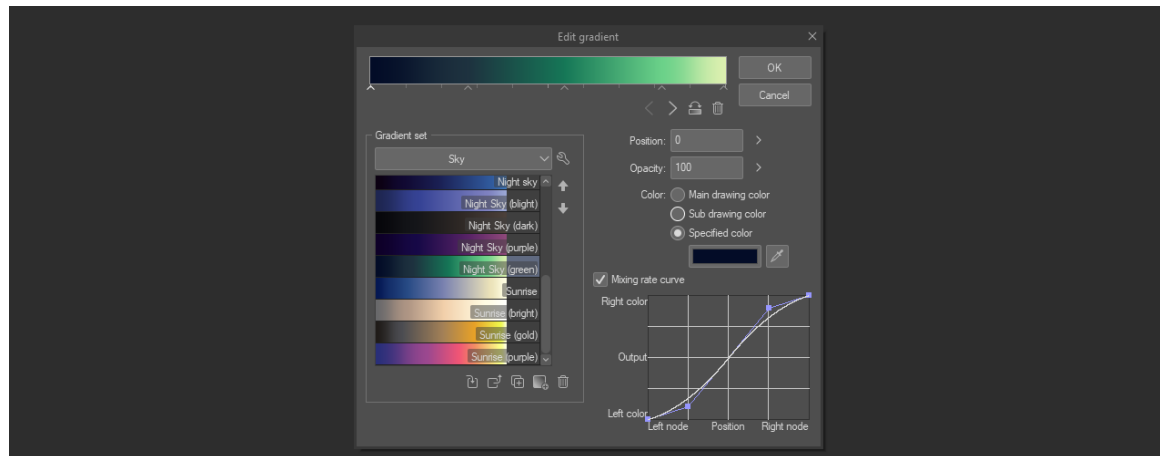 Edit gradient
OK
Cancel
Gradient set
Sky
Night sky
Night Sky (blight)
Night Sky (dark)
Night Sky (purple)
Night Sky (green)
Sunrise
Sunrise (bright)
Sunrise (gold)
Sunrise (purple)
Position: 0
Opacity: 100
Color: Main drawing color
Sub drawing color
Specified color
Mixing rate curve
Right color
Output
Left color
Left node Position Right node